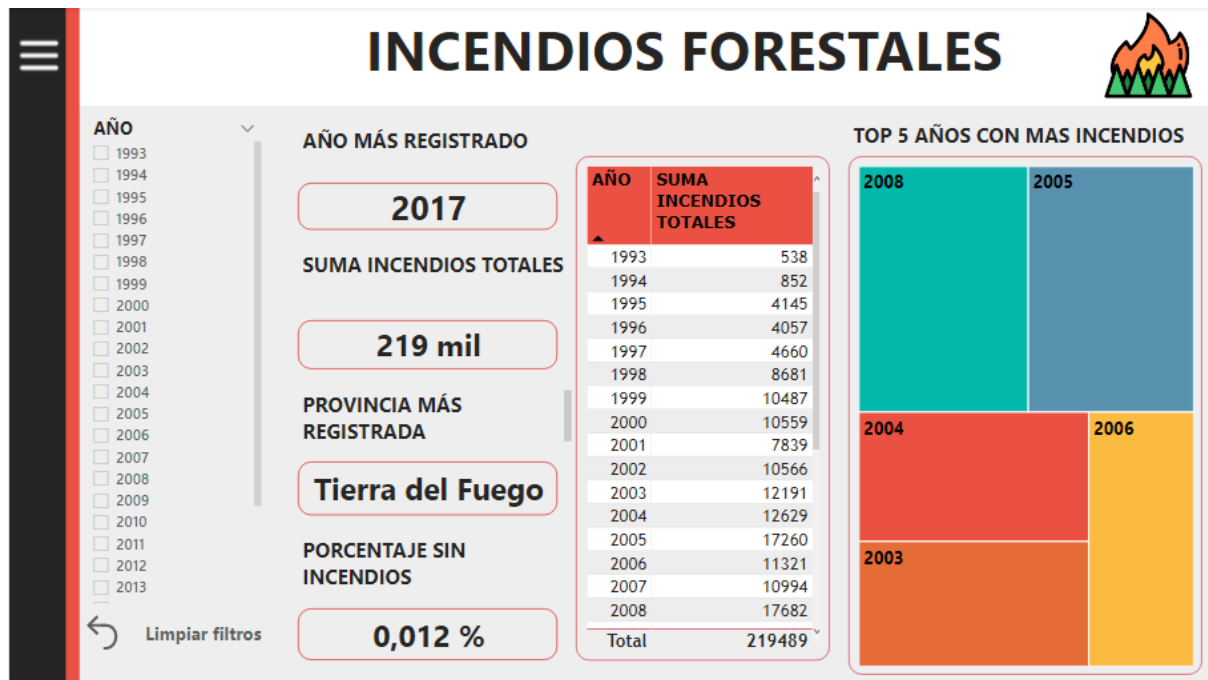 INCENDIOS FORESTALES
AÑO
1993
1994
1995
1996
1997
1998
1999
2000
2001
2002
2003
2004
2005
2006
2007
2008
2009
2010
2011
2012
2013
Limpiar filtros
AÑO MÁS REGISTRADO
2017
SUMA INCENDIOS TOTALES
219 mil
PROVINCIA MÁS
REGISTRADA
Tierra del Fuego
PORCENTAJE SIN
INCENDIOS
0,012 %
AÑO SUMA
INCENDIOS
TOTALES
1993 538
1994 852
1995 4145
1996 4057
1997 4660
1998 8681
1999 10487
2000 10559
2001 7839
2002 10566
2003 12191
2004 12629
2005 17260
2006 11321
2007 10994
2008 17682
Total 219489
TOP 5 AÑOS CON MAS INCENDIOS
2008 2005
2004 2006
2003